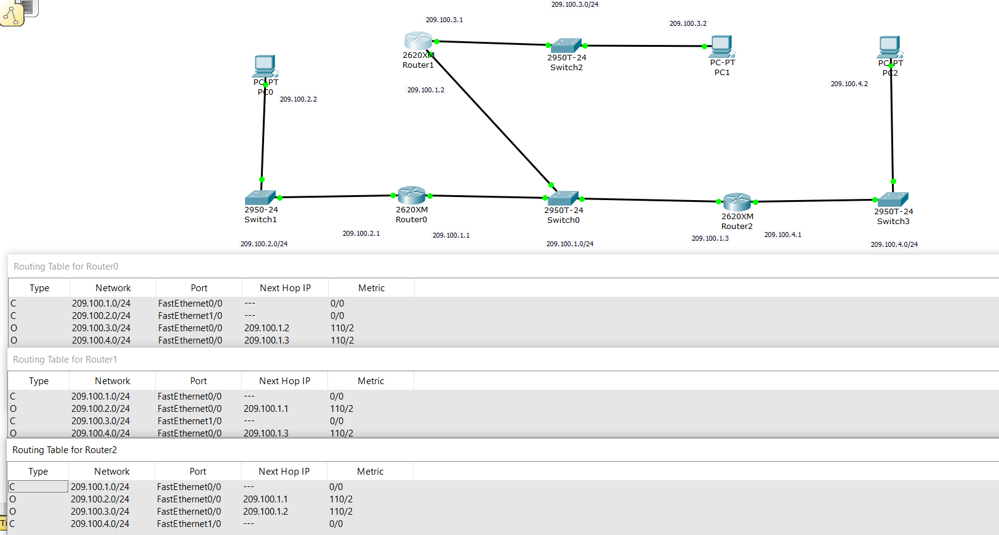 209.100.3.0/24
209.100.3.1
209.100.3.2
2620XM
Router1
2950T-24
Switch2
PC-PT
PC1
PC-PT
PC2
PC-PT
PC0
209.100.2.2
209.100.1.2
209.100.4.2
2950-24
Switch1
2620XM
Router0
2950T-24
Switch0
2620XM
Router2
2950T-24
Switch3
209.100.2.1
209.100.1.1
209.100.1.3
209.100.4.1
209.100.2.0/24
209.100.1.0/24
209.100.4.0/24
Routing Table for Router0
Type Network Port Next Hop IP Metric
C 209.100.1.0/24 FastEthernet0/0 --- 0/0
C 209.100.2.0/24 FastEthernet1/0 --- 0/0
O 209.100.3.0/24 FastEthernet0/0 209.100.1.2 110/2
O 209.100.4.0/24 FastEthernet0/0 209.100.1.3 110/2
Routing Table for Router1
Type Network Port Next Hop IP Metric
C 209.100.1.0/24 FastEthernet0/0 --- 0/0
O 209.100.2.0/24 FastEthernet0/0 209.100.1.1 110/2
C 209.100.3.0/24 FastEthernet1/0 --- 0/0
O 209.100.4.0/24 FastEthernet0/0 209.100.1.3 110/2
Routing Table for Router2
Type Network Port Next Hop IP Metric
C 209.100.1.0/24 FastEthernet0/0 --- 0/0
O 209.100.2.0/24 FastEthernet0/0 209.100.1.1 110/2
O 209.100.3.0/24 FastEthernet0/0 209.100.1.2 110/2
C 209.100.4.0/24 FastEthernet1/0 --- 0/0